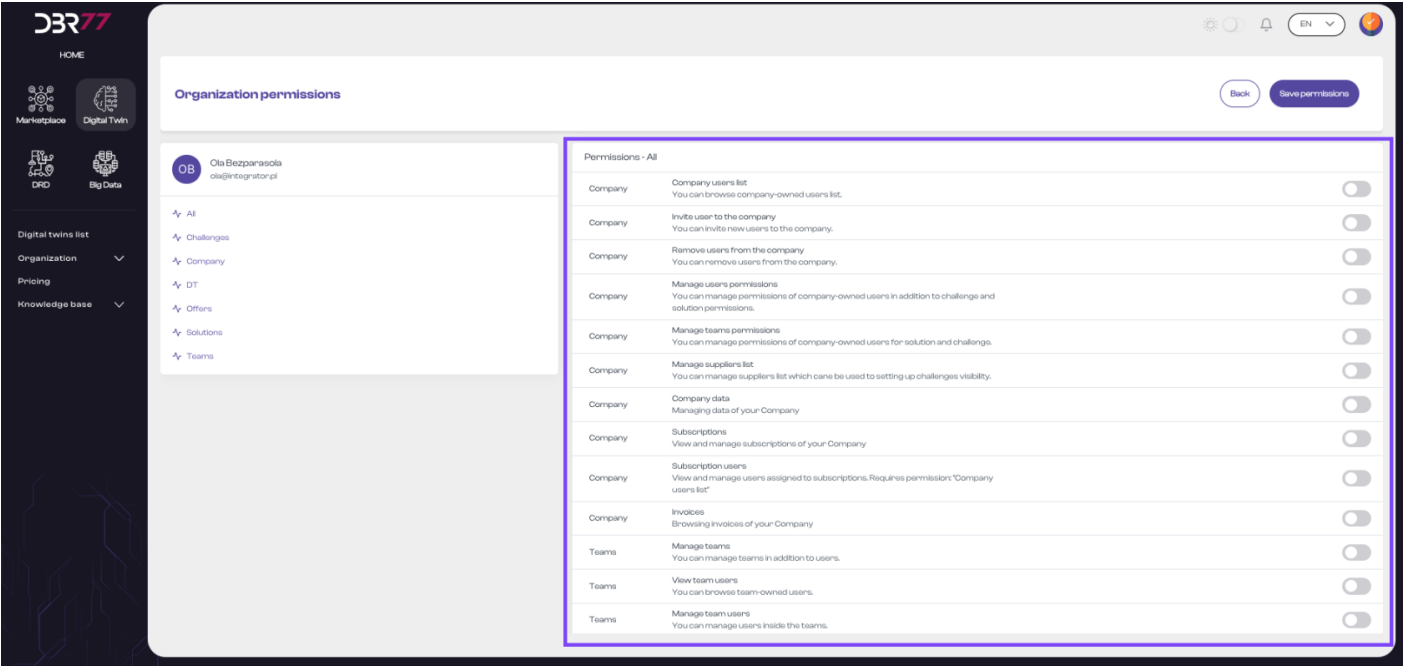 DBR77
HOME
Marketplace
Digital Twin
DRD
Big Data
Digital twins list
Organization
Pricing
Knowledge base
EN
Organization permissions
Back
Save permissions
OB
Ola Bezparasola
ola@integrator.pl
All
Challenges
Company
DT
Offers
Solutions
Teams
Permissions - All
Company
Company users list
You can browse company-owned users list.
Company
Invite user to the company
You can invite new users to the company.
Company
Remove users from the company
You can remove users from the company.
Company
Manage users permissions
You can manage permissions of company-owned users in addition to challenge and
solution permissions.
Company
Manage teams permissions
You can manage permissions of company-owned users for solution and challenge.
Company
Manage suppliers list
You can manage suppliers list which cane be used to setting up challenges visibility.
Company
Company data
Managing data of your Company
Company
Subscriptions
View and manage subscriptions of your Company
Company
Subscription users
View and manage users assigned to subscriptions. Requires permission: "Company
users list"
Company
Invoices
Browsing invoices of your Company
Teams
Manage teams
You can manage teams in addition to users.
Teams
View team users
You can browse team-owned users.
Teams
Manage team users
You can manage users inside the teams.